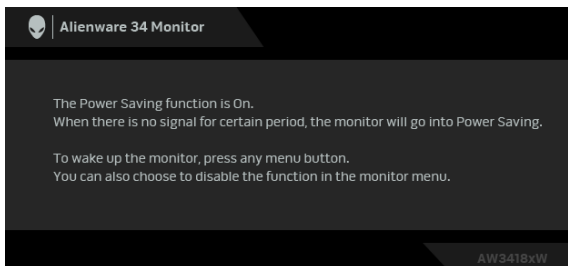 Alienware 34 Monitor
The Power Saving function is On.
When there is no signal for certain period, the monitor will go into Power Saving.
To wake up the monitor, press any menu button.
You can also choose to disable the function in the monitor menu.
AW3418xW